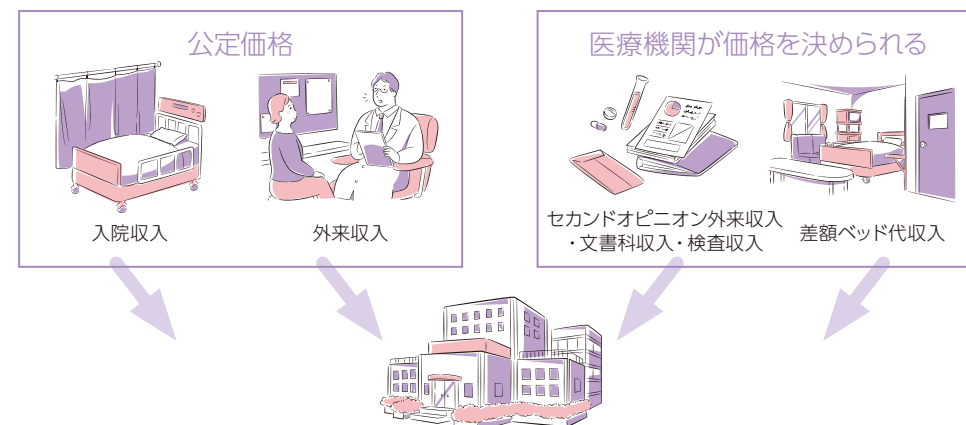 公定価格
医療機関が価格を決められる
入院収入
外来収入
セカンドオピニオン外来収入
・文書科収入・検査収入
差額ベッド代収入